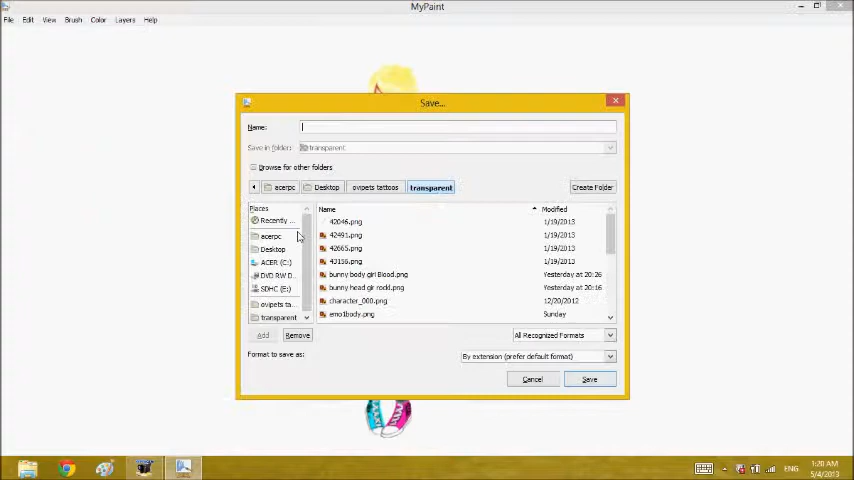 MyPaint
File Edit View Brush Color Layers Help
Save...
Name:
Save in folder: transparent
Browse for other folders
acerpc Desktop ovipets tattoos transparent Create Folder
Places Name Modified
Recently ... 42046.png 1/19/2013
acerpc 42491.png 1/19/2013
Desktop 42665.png 1/19/2013
ACER (C:) 43156.png 1/19/2013
DVD RW D... bunny body girl Blood.png Yesterday at 20:26
SDHC (E:) bunny head gir rockl.png Yesterday at 20:16
ovipets ta... character_000.png 12/20/2012
transparent emo1body.png Sunday
Add Remove All Recognized Formats
Format to save as: By extension (prefer default format)
Cancel Save
ENG 1:20 AM
5/4/2013